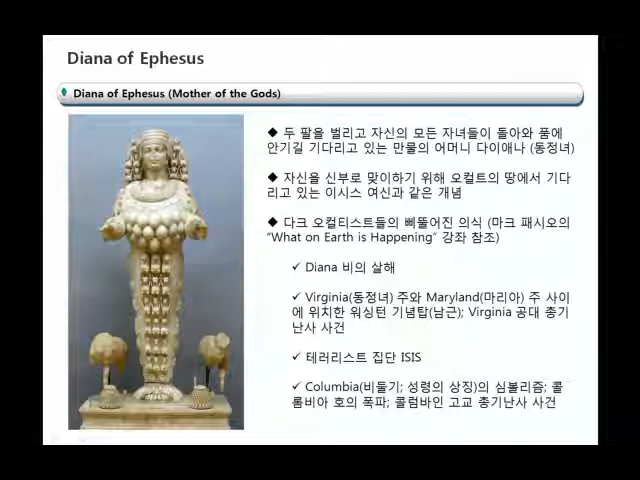 Diana of Ephesus
Diana of Ephesus (Mother of the Gods)
◆ 두 팔을 벌리고 자신의 모든 자녀들이 돌아와 품에
안기길 기다리고 있는 만물의 어머니 다이애나 (동정녀)
◆ 자신을 신부로 맞이하기 위해 오컬트의 땅에서 기다
리고 있는 이시스 여신과 같은 개념
◆ 다크 오컬티스트들의 삐뚤어진 의식 (마크 패시오의
"What on Earth is Happening" 강좌 참조)
✓ Diana 비의 살해
✓ Virginia(동정녀) 주와 Maryland(마리아) 주 사이
에 위치한 워싱턴 기념탑(남근); Virginia 공대 총기
난사 사건
✓ 테러리스트 집단 ISIS
✓ Columbia(비둘기; 성령의 상징)의 심볼리즘; 콜
롬비아 호의 폭파; 콜럼바인 고교 총기난사 사건